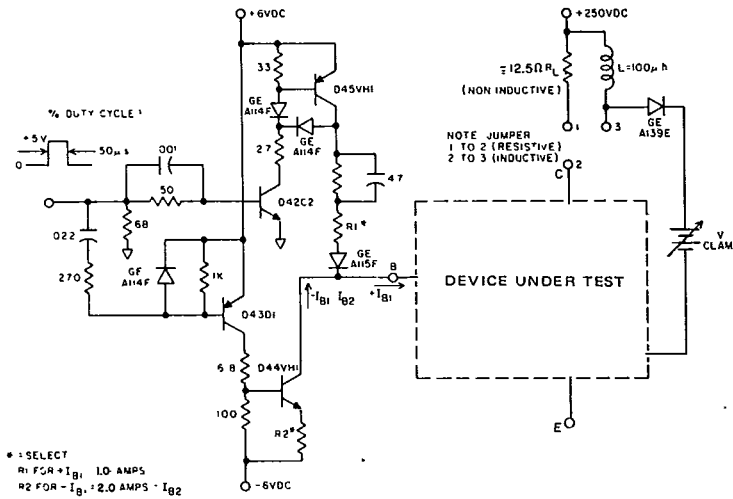 +6VDC
+250VDC
33
D45VH1
GE
A114F
GE
A114F
≅ 12.5Ω RL
(NON INDUCTIVE)
L=100μh
GE
A139E
% DUTY CYCLE
+5V
0
50μs
.001
50
68
27
D42C2
.47
R1*
GE
A115F
NOTE JUMPER
1 TO 2 (RESISTIVE)
2 TO 3 (INDUCTIVE)
1
3
2
C
.022
270
GE
A114F
1K
D43D1
-IB1 IB2
+IB1
B
DEVICE UNDER TEST
V
CLAMP
6.8
D44VH1
100
R2*
E
-6VDC
* = SELECT
R1 FOR +IB1 1.0 AMPS
R2 FOR -IB1 = 2.0 AMPS - IB2